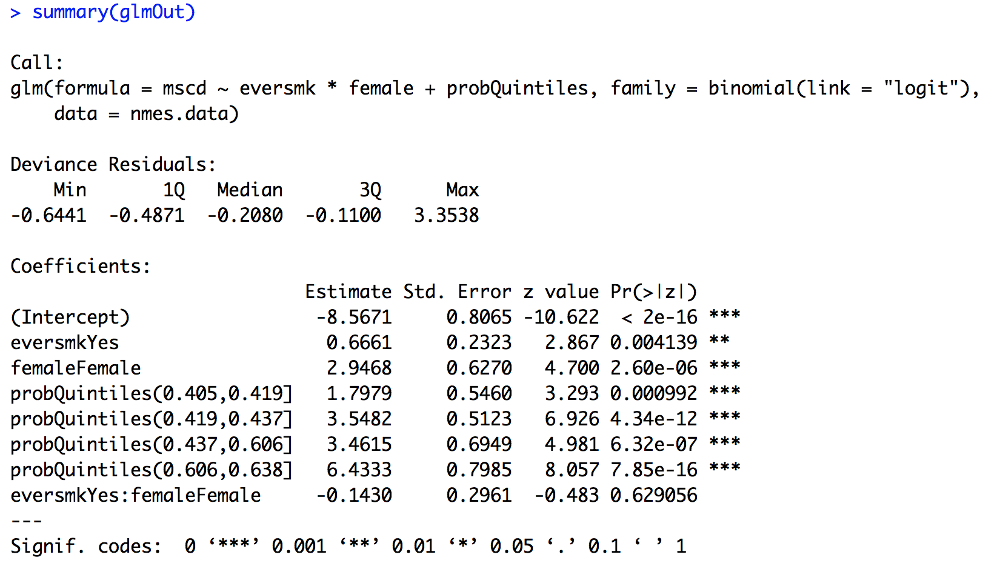 > summary(glmOut)
Call:
glm(formula = mscd ~ eversmk * female + probQuintiles, family = binomial(link = "logit"),
    data = nmes.data)
Deviance Residuals:
    Min       1Q   Median       3Q      Max
-0.6441  -0.4871  -0.2080  -0.1100   3.3538
Coefficients:
                           Estimate Std. Error z value Pr(>|z|)
(Intercept)                 -8.5671     0.8065 -10.622  < 2e-16 ***
eversmkYes                   0.6661     0.2323   2.867 0.004139 **
femaleFemale                 2.9468     0.6270   4.700 2.60e-06 ***
probQuintiles(0.405,0.419]   1.7979     0.5460   3.293 0.000992 ***
probQuintiles(0.419,0.437]   3.5482     0.5123   6.926 4.34e-12 ***
probQuintiles(0.437,0.606]   3.4615     0.6949   4.981 6.32e-07 ***
probQuintiles(0.606,0.638]   6.4333     0.7985   8.057 7.85e-16 ***
eversmkYes:femaleFemale     -0.1430     0.2961  -0.483 0.629056
---
Signif. codes:  0 ‘***’ 0.001 ‘**’ 0.01 ‘*’ 0.05 ‘.’ 0.1 ‘ ’ 1